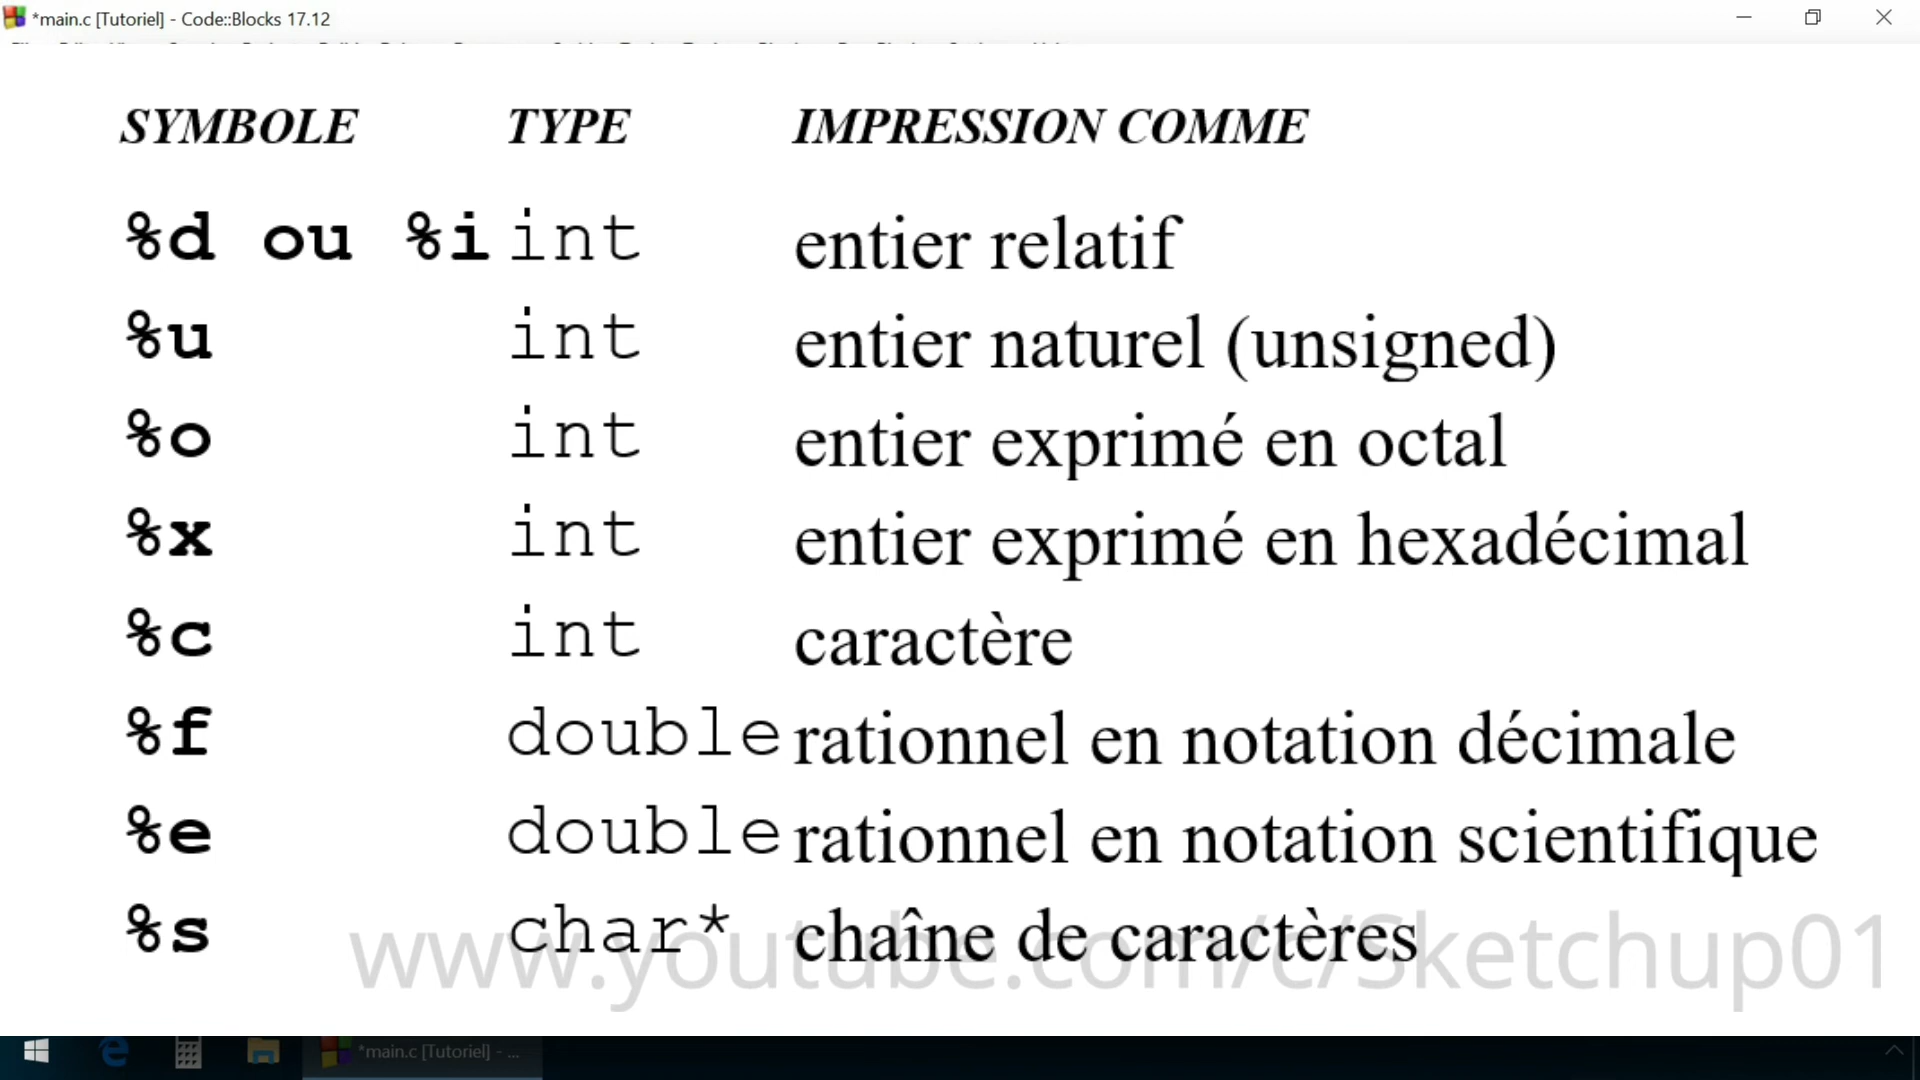 *main.c [Tutoriel] - Code::Blocks 17.12
SYMBOLE TYPE IMPRESSION COMME
%d ou %i int entier relatif
%u int entier naturel (unsigned)
%o int entier exprimé en octal
%x int entier exprimé en hexadécimal
%c int caractère
%f double rationnel en notation décimale
%e double rationnel en notation scientifique
%s char* chaîne de caractères
www.youtube.com/c/Sketchup01
*main.c [Tutoriel] - ...